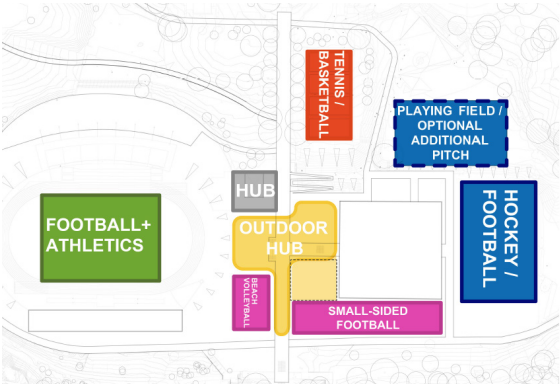 TENNIS /
BASKETBALL
PLAYING FIELD /
OPTIONAL
ADDITIONAL
PITCH
HUB
HOCKEY /
FOOTBALL
FOOTBALL+
ATHLETICS
OUTDOOR
HUB
BEACH
VOLLEYBALL
SMALL-SIDED
FOOTBALL